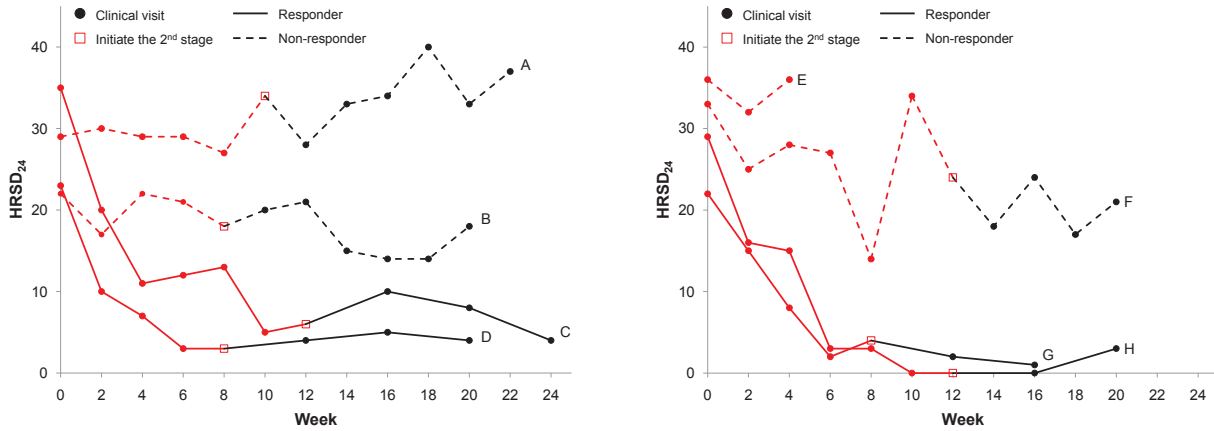 Clinical visit Responder
Initiate the 2nd stage Non-responder
40
30
20
10
0
HRSD24
A
B
C
D
0 2 4 6 8 10 12 14 16 18 20 22 24
Week
Clinical visit Responder
Initiate the 2nd stage Non-responder
40
30
20
10
0
HRSD24
E
F
G
H
0 2 4 6 8 10 12 14 16 18 20 22 24
Week